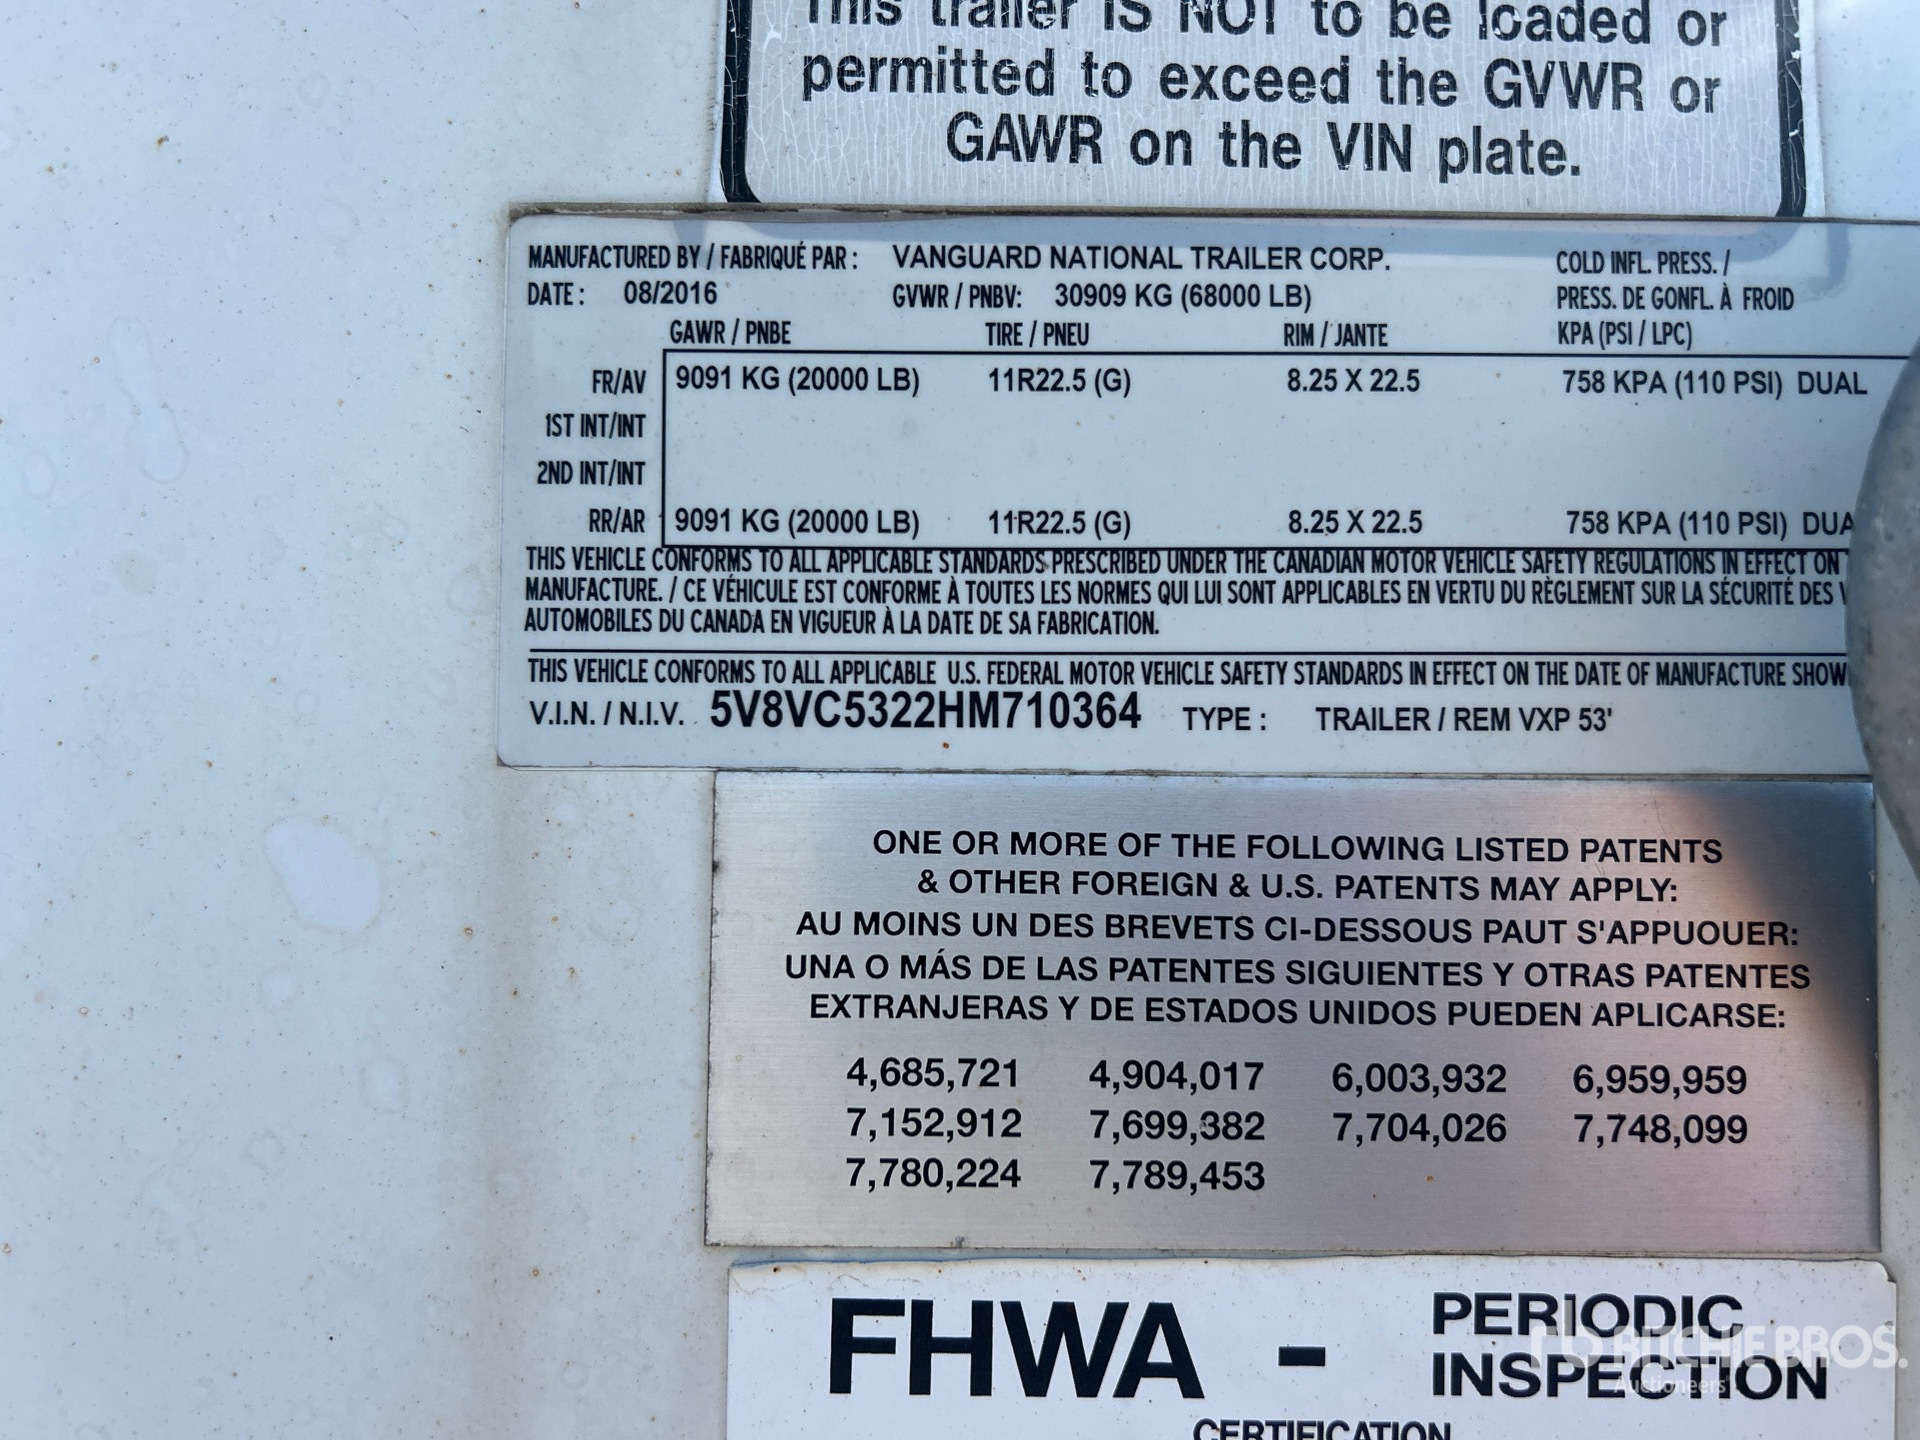 This trailer IS NOT to be loaded or
permitted to exceed the GVWR or
GAWR on the VIN plate.
MANUFACTURED BY / FABRIQUÉ PAR : VANGUARD NATIONAL TRAILER CORP.
COLD INFL. PRESS. /
DATE : 08/2016 GVWR / PNBV: 30909 KG (68000 LB)
PRESS. DE GONFL. À FROID
GAWR / PNBE TIRE / PNEU RIM / JANTE KPA (PSI / LPC)
FR/AV 9091 KG (20000 LB) 11R22.5 (G) 8.25 X 22.5 758 KPA (110 PSI) DUAL
1ST INT/INT
2ND INT/INT
RR/AR 9091 KG (20000 LB) 11R22.5 (G) 8.25 X 22.5 758 KPA (110 PSI) DUA
THIS VEHICLE CONFORMS TO ALL APPLICABLE STANDARDS PRESCRIBED UNDER THE CANADIAN MOTOR VEHICLE SAFETY REGULATIONS IN EFFECT ON
MANUFACTURE. / CE VÉHICULE EST CONFORME À TOUTES LES NORMES QUI LUI SONT APPLICABLES EN VERTU DU RÈGLEMENT SUR LA SÉCURITÉ DES
AUTOMOBILES DU CANADA EN VIGUEUR À LA DATE DE SA FABRICATION.
THIS VEHICLE CONFORMS TO ALL APPLICABLE U.S. FEDERAL MOTOR VEHICLE SAFETY STANDARDS IN EFFECT ON THE DATE OF MANUFACTURE SHOW
V.I.N. / N.I.V. 5V8VC5322HM710364 TYPE : TRAILER / REM VXP 53'
ONE OR MORE OF THE FOLLOWING LISTED PATENTS
& OTHER FOREIGN & U.S. PATENTS MAY APPLY:
AU MOINS UN DES BREVETS CI-DESSOUS PAUT S'APPUOUER:
UNA O MÁS DE LAS PATENTES SIGUIENTES Y OTRAS PATENTES
EXTRANJERAS Y DE ESTADOS UNIDOS PUEDEN APLICARSE:
4,685,721 4,904,017 6,003,932 6,959,959
7,152,912 7,699,382 7,704,026 7,748,099
7,780,224 7,789,453
FHWA - PERIODIC
INSPECTION
CERTIFICATION
RITCHIE BROS.
Auctioneers